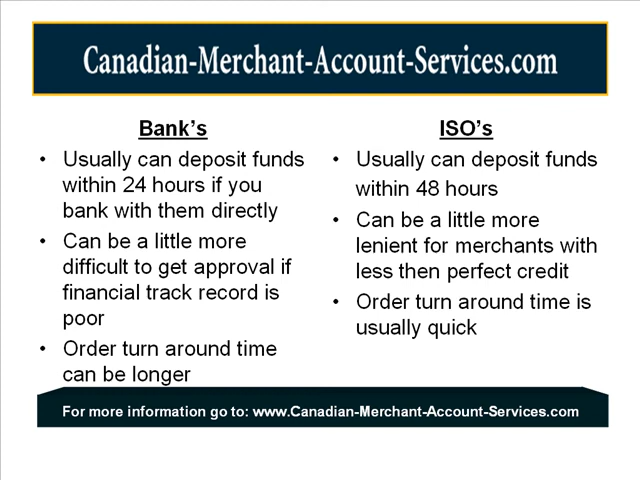 Canadian-Merchant-Account-Services.com
Bank's
• Usually can deposit funds
within 24 hours if you
bank with them directly
• Can be a little more
difficult to get approval if
financial track record is
poor
• Order turn around time
can be longer
ISO's
• Usually can deposit funds
within 48 hours
• Can be a little more
lenient for merchants with
less then perfect credit
• Order turn around time is
usually quick
For more information go to: www.Canadian-Merchant-Account-Services.com